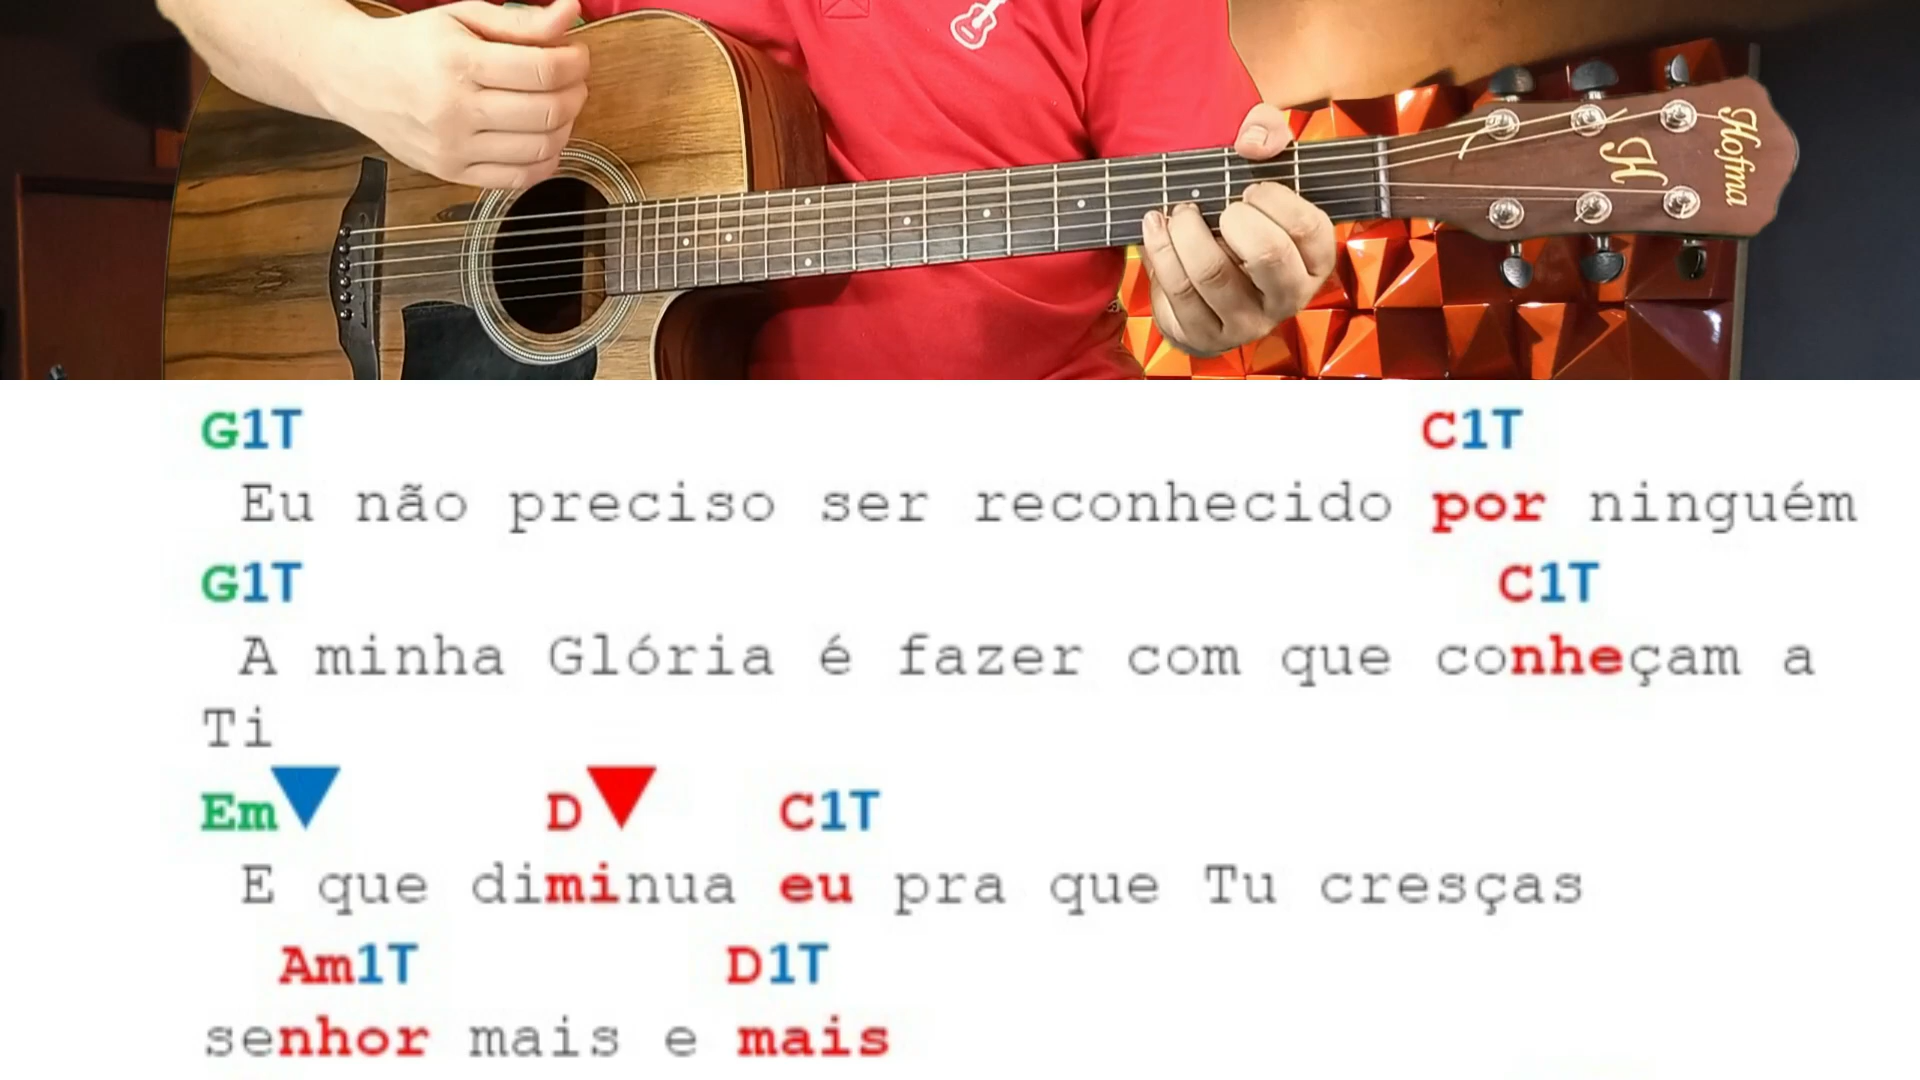 Hofma
H
G1T C1T
Eu não preciso ser reconhecido por ninguém
G1T C1T
A minha Glória é fazer com que conheçam a
Ti
Em D C1T
E que diminua eu pra que Tu cresças
Am1T D1T
senhor mais e mais